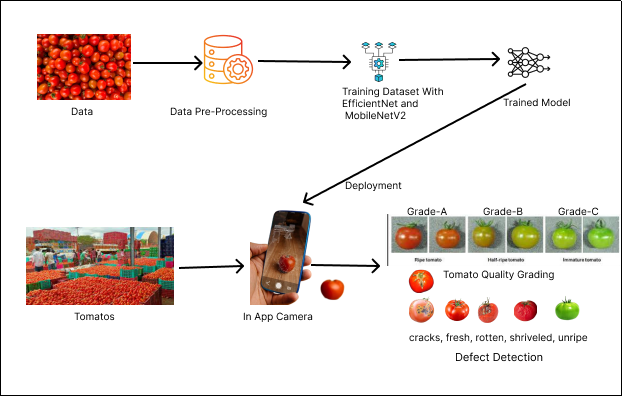 Data
Data Pre-Processing
Training Dataset With
EfficientNet and
MobileNetV2
Trained Model
Deployment
Grade-A
Grade-B
Grade-C
Ripe tomato
Half-ripe tomato
Immature tomato
Tomato Quality Grading
Tomatos
In App Camera
cracks, fresh, rotten, shriveled, unripe
Defect Detection